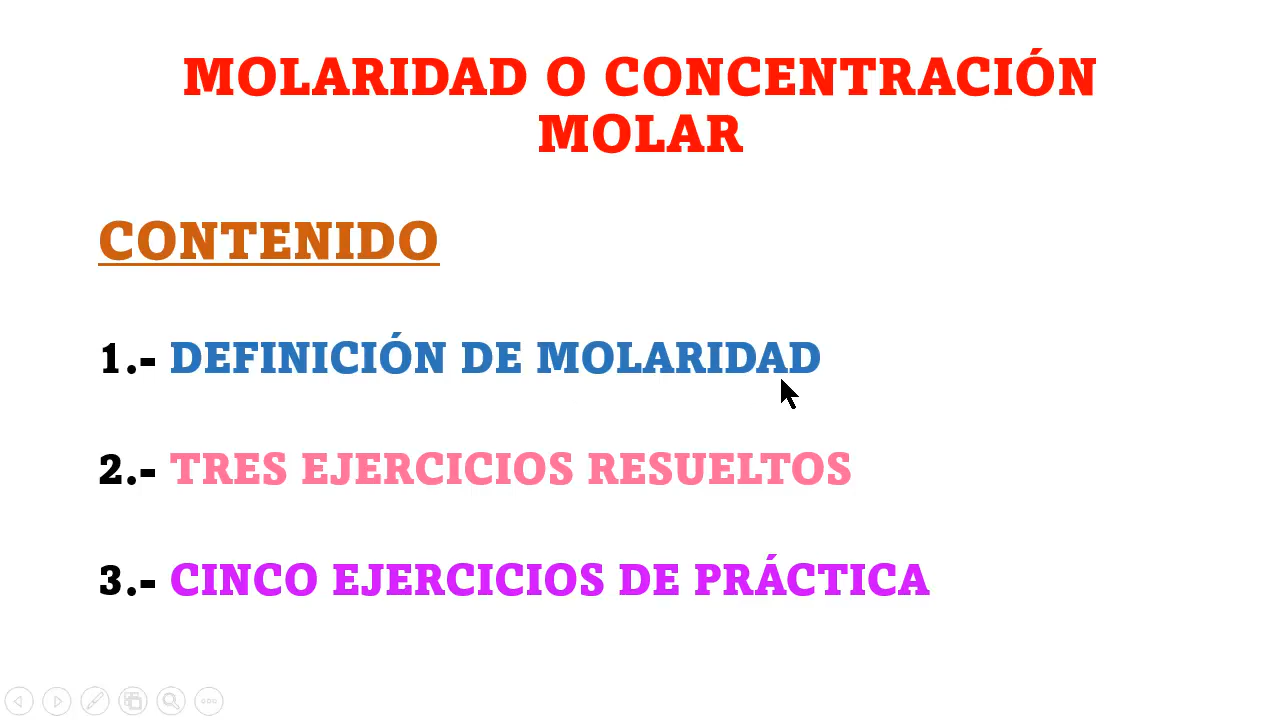 MOLARIDAD O CONCENTRACIÓN
MOLAR
CONTENIDO
1.- DEFINICIÓN DE MOLARIDAD
2.- TRES EJERCICIOS RESUELTOS
3.- CINCO EJERCICIOS DE PRÁCTICA